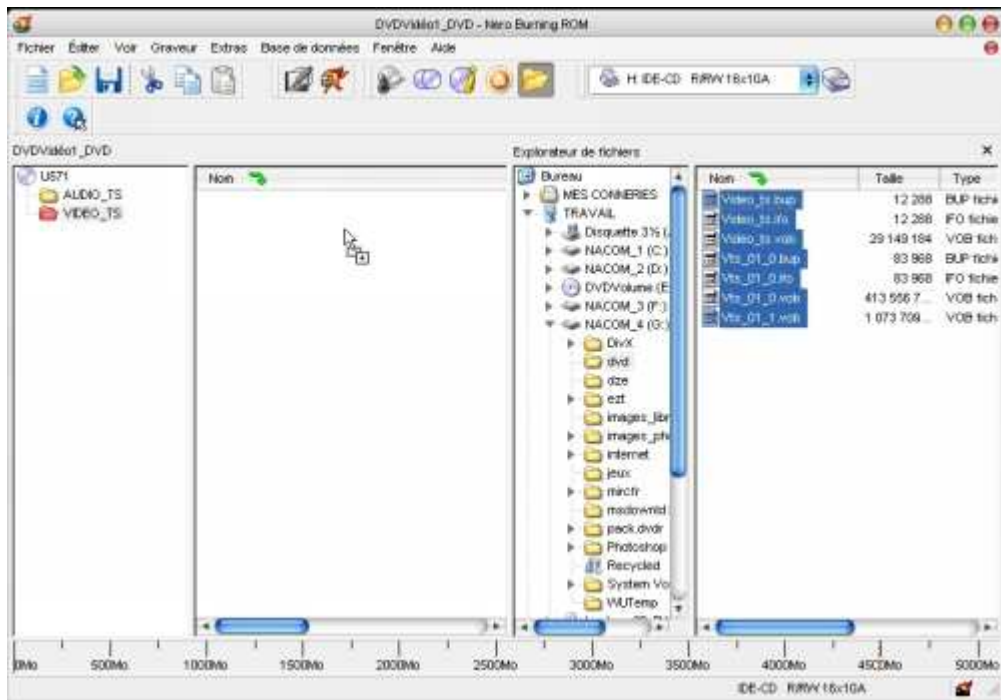 DVDVidéo1_DVD - Nero Burning ROM
Fichier Éditer Voir Graveur Extras Base de données Fenêtre Aide
H: IDE-CD R/RW 16x10A
DVDVidéo1_DVD
Explorateur de fichiers
U571
AUDIO_TS
VIDEO_TS
Nom
Bureau
MES CONNERIES
TRAVAIL
Disquette 3½ (
NACOM_1 (C:)
NACOM_2 (D:)
DVDVolume (E
NACOM_3 (F:)
NACOM_4 (G:)
DivX
dvd
dze
ezt
images_libr
images_pho
internet
jeux
mircfr
msdownld
pack.dvdr
Photoshop
Recycled
System Vo
WUTemp
Nom Taille Type
Video_ts.bup 12 288 BUP fichie
Video_ts.ifo 12 288 IFO fichie
Video_ts.vob 29 149 184 VOB fich
Vts_01_0.bup 83 968 BUP fichie
Vts_01_0.ifo 83 968 IFO fichie
Vts_01_0.vob 413 556 7... VOB fich
Vts_01_1.vob 1 073 709... VOB fich
0Mo 500Mo 1000Mo 1500Mo 2000Mo 2500Mo 3000Mo 3500Mo 4000Mo 4500Mo 5000Mo
IDE-CD R/RW 16x10A